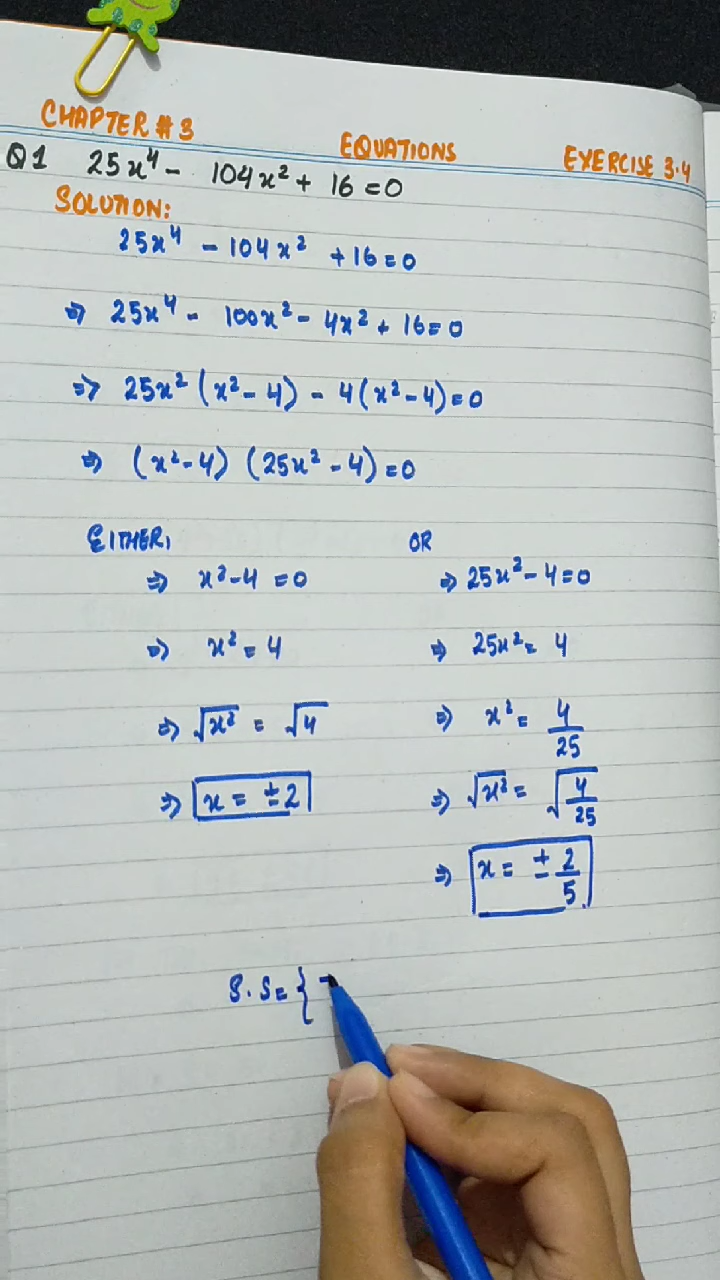 CHAPTER # 3 EQUATIONS EXERCISE 3.4
Q1 25x⁴ - 104x² + 16 = 0
SOLUTION:
25x⁴ - 104x² + 16 = 0
⇒ 25x⁴ - 100x² - 4x² + 16 = 0
⇒ 25x² (x² - 4) - 4(x² - 4) = 0
⇒ (x² - 4) (25x² - 4) = 0
EITHER,
⇒ x² - 4 = 0
⇒ x² = 4
⇒ √x² = √4
⇒ x = ±2
OR
⇒ 25x² - 4 = 0
⇒ 25x² = 4
⇒ x² = 4/25
⇒ √x² = √4/25
⇒ x = ± 2/5
S.S = {